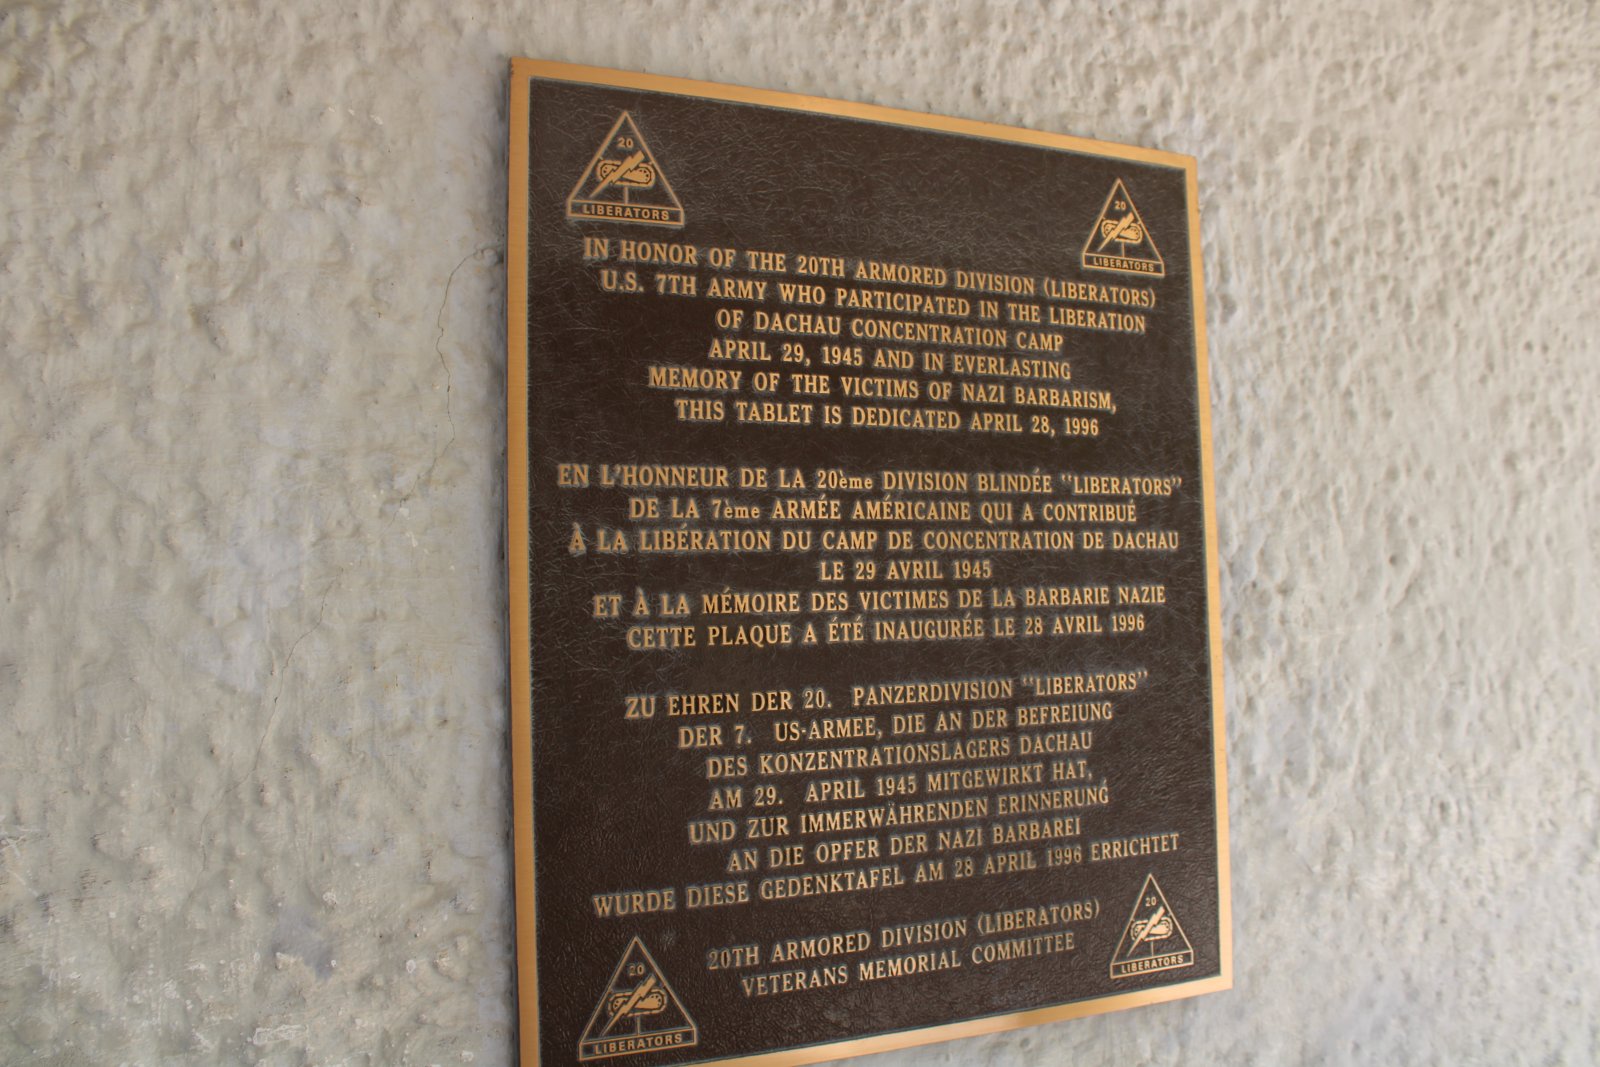 20
LIBERATORS
20
LIBERATORS
IN HONOR OF THE 20TH ARMORED DIVISION (LIBERATORS)
U.S. 7TH ARMY WHO PARTICIPATED IN THE LIBERATION
OF DACHAU CONCENTRATION CAMP
APRIL 29, 1945 AND IN EVERLASTING
MEMORY OF THE VICTIMS OF NAZI BARBARISM,
THIS TABLET IS DEDICATED APRIL 28, 1996
EN L'HONNEUR DE LA 20ème DIVISION BLINDÉE "LIBERATORS"
DE LA 7ème ARMÉE AMÉRICAINE QUI A CONTRIBUÉ
À LA LIBÉRATION DU CAMP DE CONCENTRATION DE DACHAU
LE 29 AVRIL 1945
ET À LA MÉMOIRE DES VICTIMES DE LA BARBARIE NAZIE
CETTE PLAQUE A ÉTÉ INAUGURÉE LE 28 AVRIL 1996
ZU EHREN DER 20. PANZERDIVISION "LIBERATORS"
DER 7. US-ARMEE, DIE AN DER BEFREIUNG
DES KONZENTRATIONSLAGERS DACHAU
AM 29. APRIL 1945 MITGEWIRKT HAT,
UND ZUR IMMERWÄHRENDEN ERINNERUNG
AN DIE OPFER DER NAZI BARBAREI
WURDE DIESE GEDENKTAFEL AM 28 APRIL 1996 ERRICHTET
20TH ARMORED DIVISION (LIBERATORS)
VETERANS MEMORIAL COMMITTEE
20
LIBERATORS
20
LIBERATORS